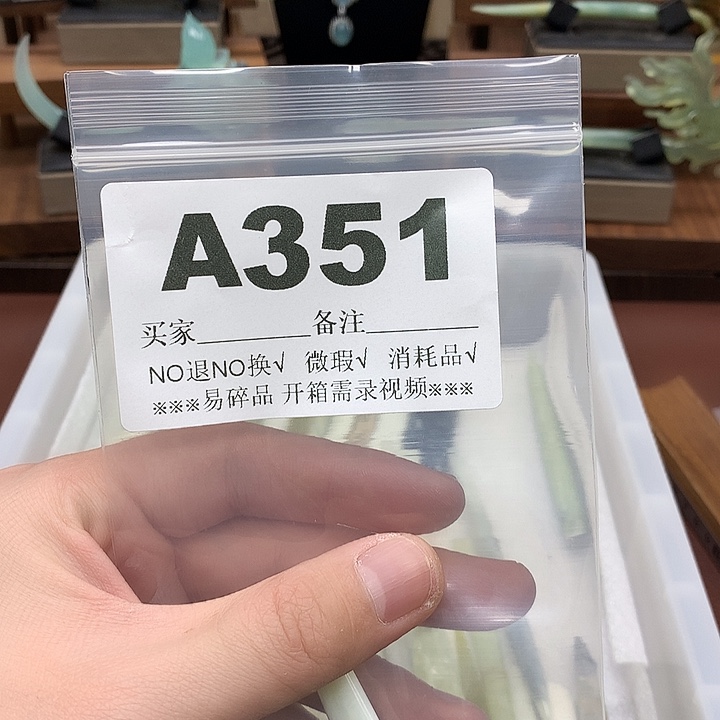 A351
买家________备注________
NO退NO换√ 微瑕√ 消耗品√
※※※易碎品 开箱需录视频※※※